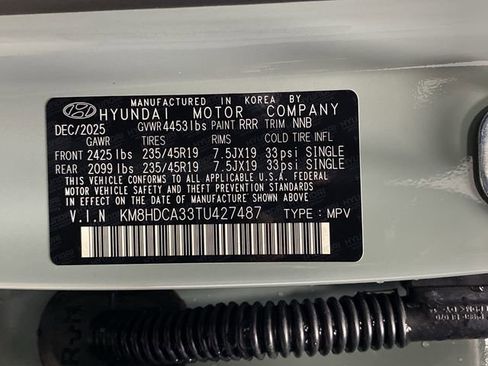 MANUFACTURED IN KOREA BY
HYUNDAI MOTOR COMPANY
DEC/2025 GVWR 4453lbs PAINT RRR TRIM NNB
GAWR TIRES RIMS COLD TIRE INFL
FRONT 2425 lbs 235/45R19 7.5JX19 33psi SINGLE
REAR 2099 lbs 235/45R19 7.5JX19 33psi SINGLE
THIS VEHICLE CONFORMS TO ALL APPLICABLE U.S.A. FEDERAL
MOTOR VEHICLE SAFETY AND THEFT PREVENTION STANDARDS
IN EFFECT ON THE DATE OF MANUFACTURE SHOWN ABOVE.
V.I.N KM8HDCA33TU427487 TYPE : MPV